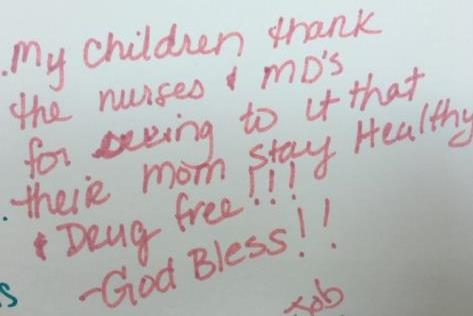 .My children thank
the nurses & MD's
for seeing to it that
their mom stay Healthy
& Drug free!!!
-God Bless!!
s
Job